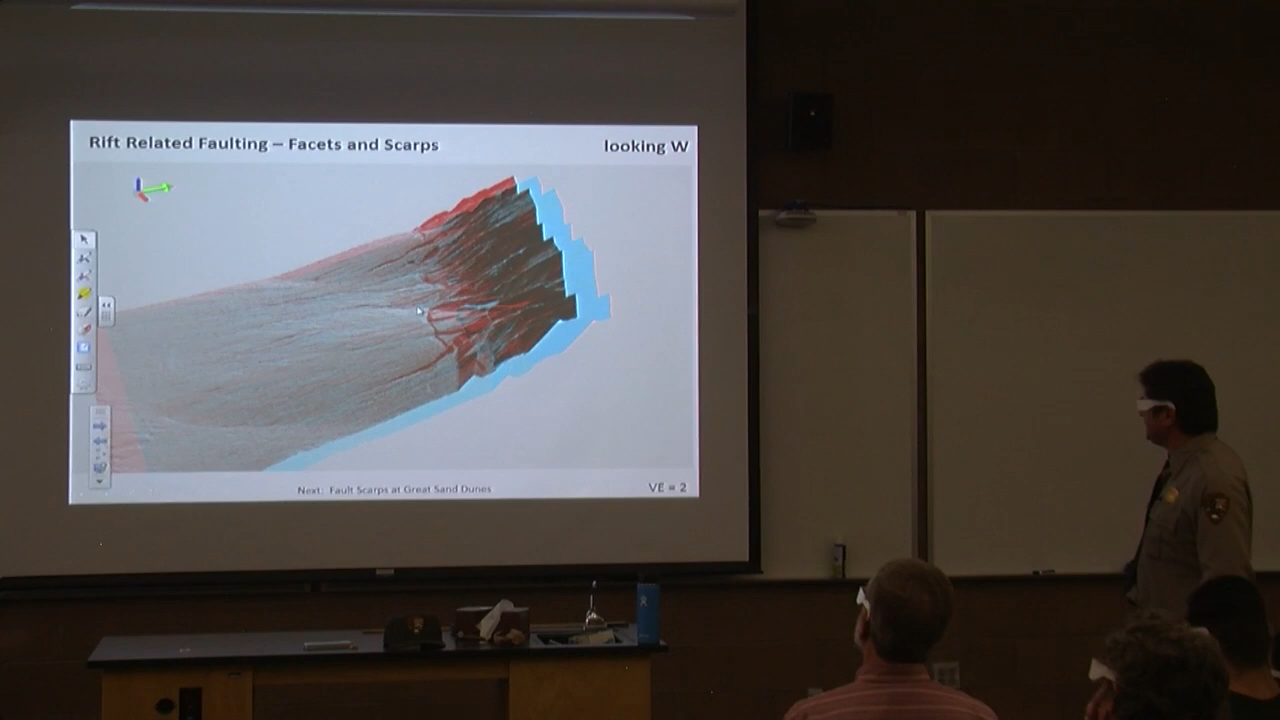 Rift Related Faulting – Facets and Scarps
looking W
Next: Fault Scarps at Great Sand Dunes
VE = 2